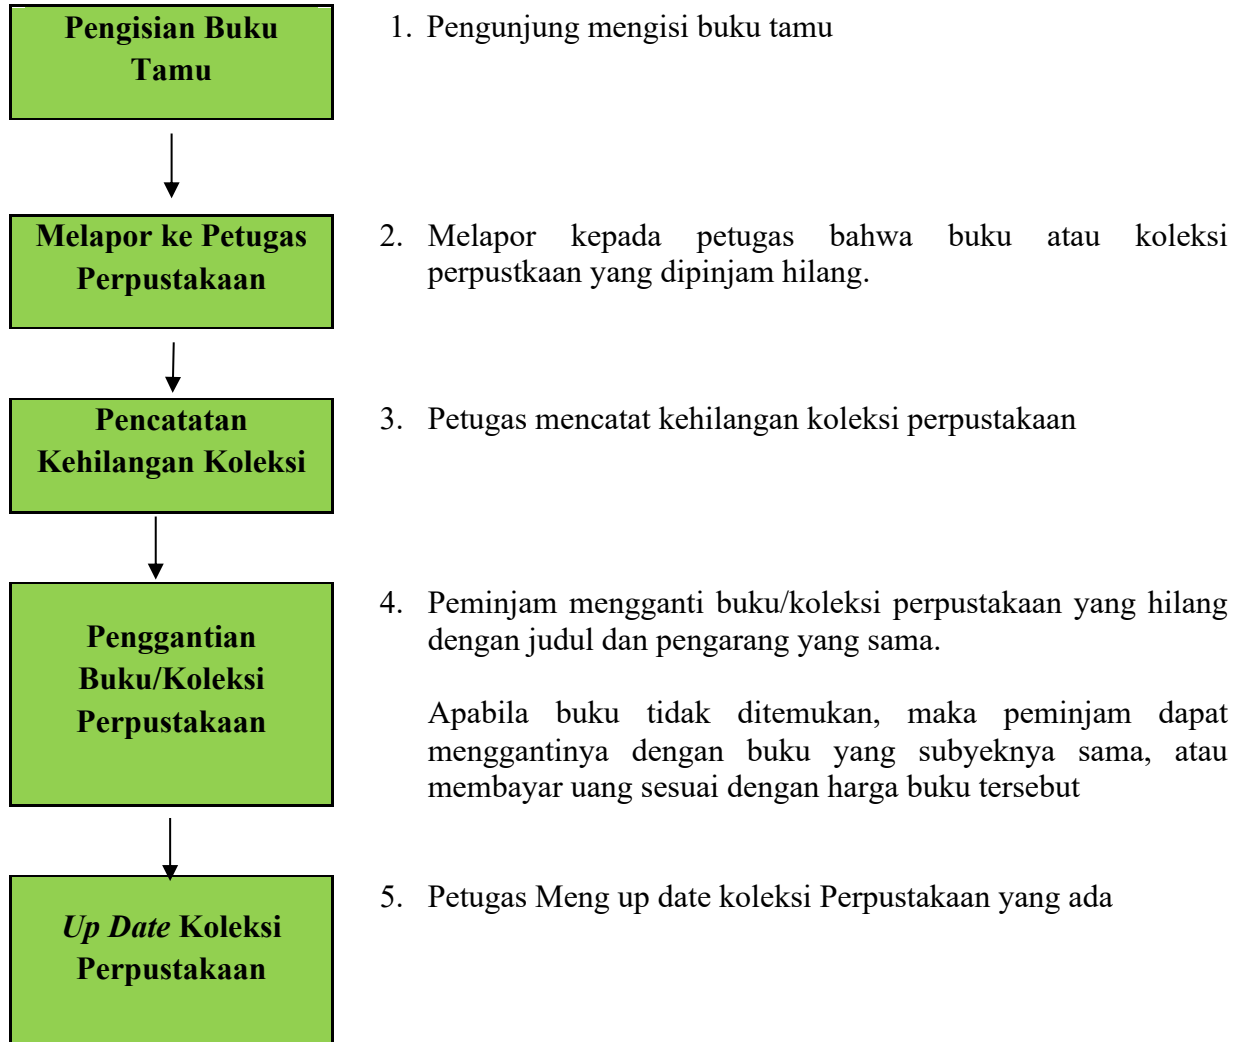 Pengisian Buku
Tamu
1. Pengunjung mengisi buku tamu
Melapor ke Petugas
Perpustakaan
2. Melapor kepada petugas bahwa buku atau koleksi
perpustkaan yang dipinjam hilang.
Pencatatan
Kehilangan Koleksi
3. Petugas mencatat kehilangan koleksi perpustakaan
Penggantian
Buku/Koleksi
Perpustakaan
4. Peminjam mengganti buku/koleksi perpustakaan yang hilang
dengan judul dan pengarang yang sama.
Apabila buku tidak ditemukan, maka peminjam dapat
menggantinya dengan buku yang subyeknya sama, atau
membayar uang sesuai dengan harga buku tersebut
Up Date Koleksi
Perpustakaan
5. Petugas Meng up date koleksi Perpustakaan yang ada